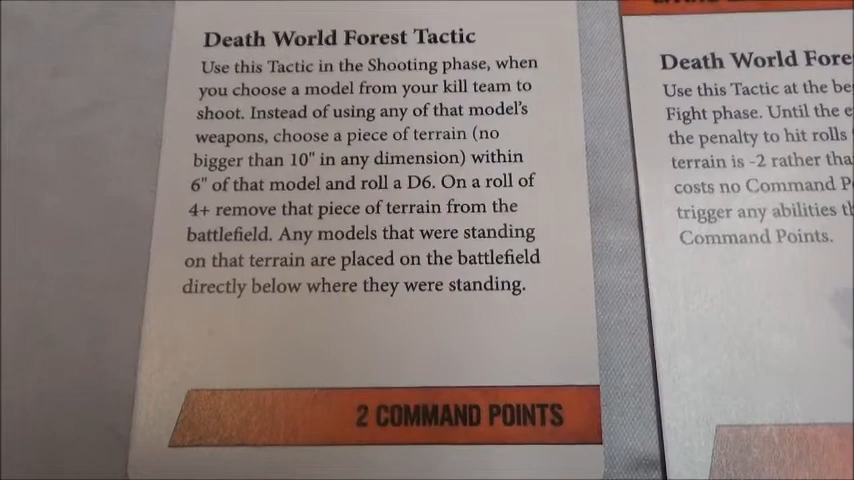 Death World Forest Tactic
Use this Tactic in the Shooting phase, when
you choose a model from your kill team to
shoot. Instead of using any of that model's
weapons, choose a piece of terrain (no
bigger than 10" in any dimension) within
6" of that model and roll a D6. On a roll of
4+ remove that piece of terrain from the
battlefield. Any models that were standing
on that terrain are placed on the battlefield
directly below where they were standing.
2 COMMAND POINTS
Death World Fore
Use this Tactic at the be
Fight phase. Until the e
the penalty to hit rolls
terrain is -2 rather tha
costs no Command P
trigger any abilities th
Command Points.